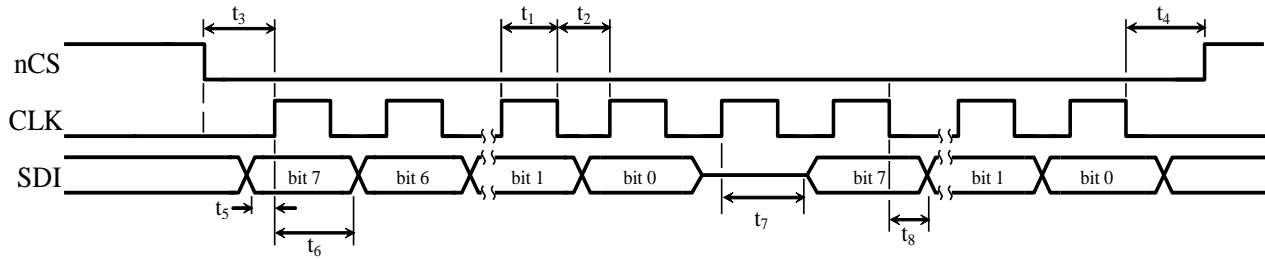 t3 t1 t2 t4
nCS
CLK
SDI bit 7 bit 6 bit 1 bit 0 bit 7 bit 1 bit 0
t5 t6 t7 t8